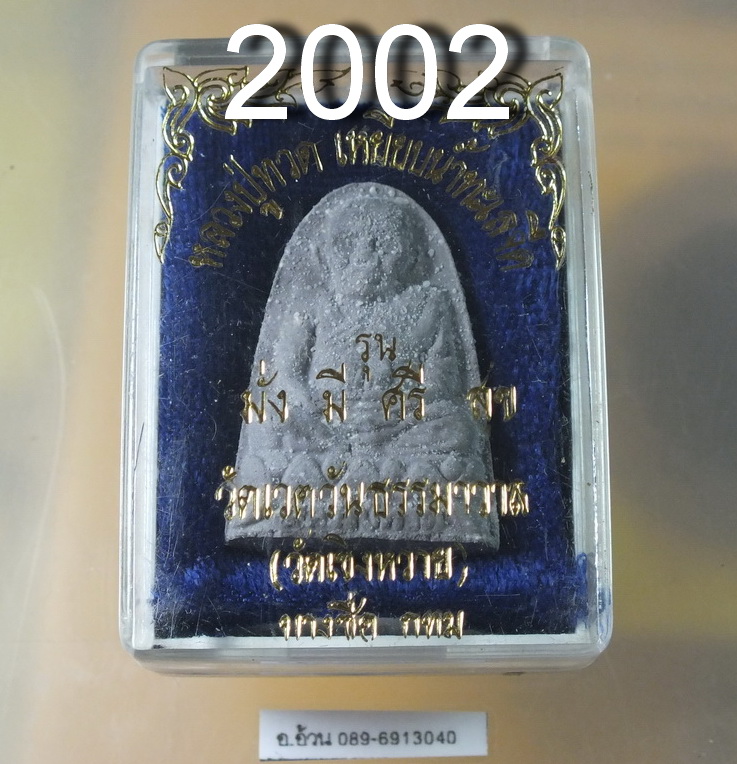 2002
หลวงปู่ทวด เหยียบน้ำทะเลจืด
รุ่น
มั่ง มี ศรี สุข
วัดเวตวันธรรมาวาส
(วัดเชิงหวาย)
บางซื่อ กทม
อ.อ้วน 089-6913040